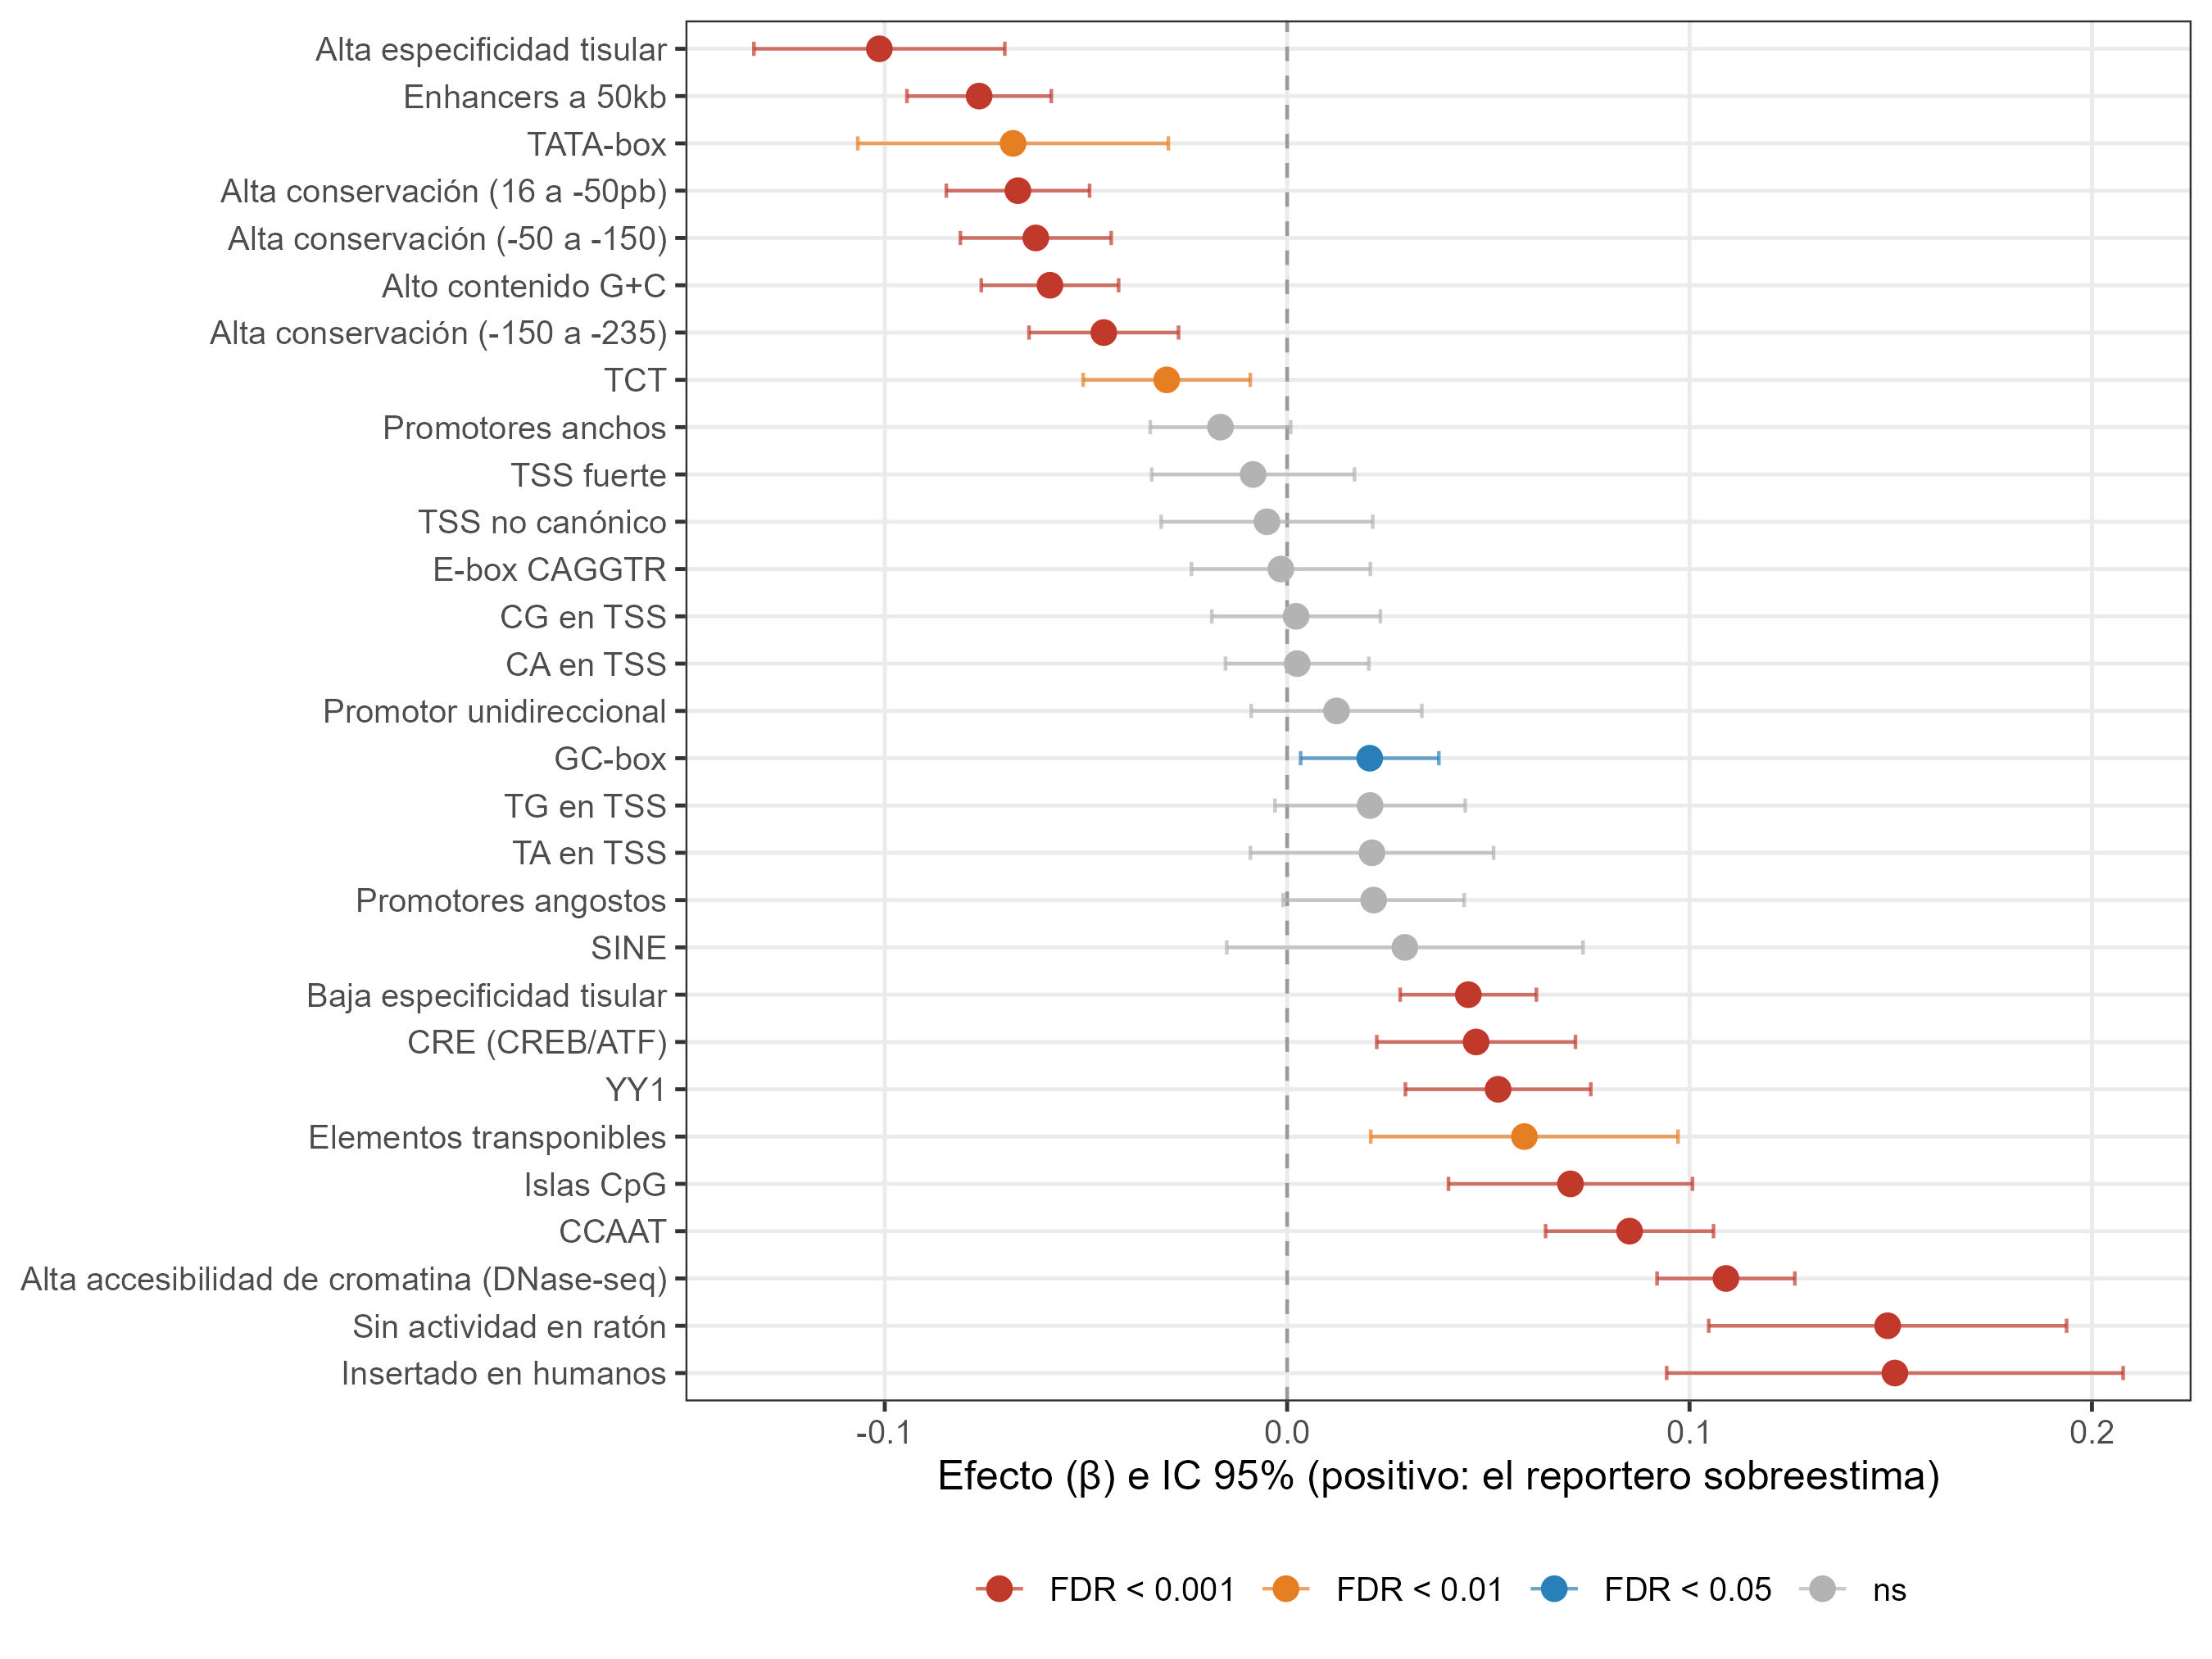 Alta especificidad tisular
Enhancers a 50kb
TATA-box
Alta conservación (16 a -50pb)
Alta conservación (-50 a -150)
Alto contenido G+C
Alta conservación (-150 a -235)
TCT
Promotores anchos
TSS fuerte
TSS no canónico
E-box CAGGTR
CG en TSS
CA en TSS
Promotor unidireccional
GC-box
TG en TSS
TA en TSS
Promotores angostos
SINE
Baja especificidad tisular
CRE (CREB/ATF)
YY1
Elementos transponibles
Islas CpG
CCAAT
Alta accesibilidad de cromatina (DNase-seq)
Sin actividad en ratón
Insertado en humanos
-0.1 0.0 0.1 0.2
Efecto (β) e IC 95% (positivo: el reportero sobreestima)
FDR < 0.001 FDR < 0.01 FDR < 0.05 ns